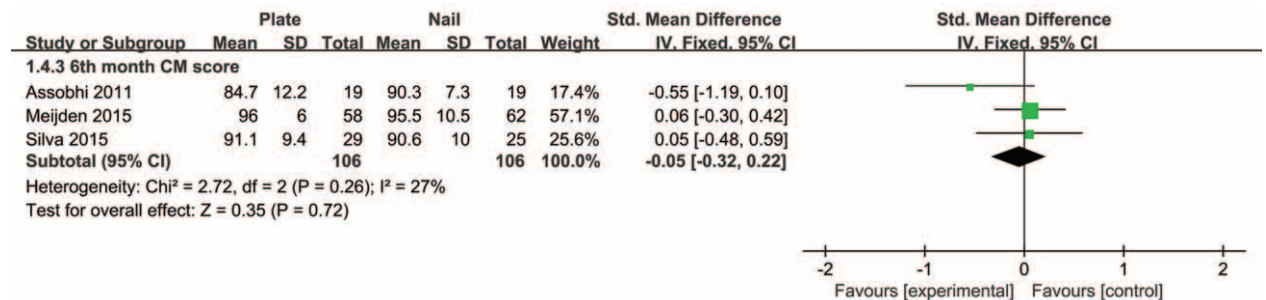 Plate Nail Std. Mean Difference Std. Mean Difference
Study or Subgroup Mean SD Total Mean SD Total Weight IV, Fixed, 95% CI IV, Fixed, 95% CI
1.4.3 6th month CM score
Assobhi 2011 84.7 12.2 19 90.3 7.3 19 17.4% -0.55 [-1.19, 0.10]
Meijden 2015 96 6 58 95.5 10.5 62 57.1% 0.06 [-0.30, 0.42]
Silva 2015 91.1 9.4 29 90.6 10 25 25.6% 0.05 [-0.48, 0.59]
Subtotal (95% CI) 106 106 100.0% -0.05 [-0.32, 0.22]
Heterogeneity: Chi² = 2.72, df = 2 (P = 0.26); I² = 27%
Test for overall effect: Z = 0.35 (P = 0.72)
-2 -1 0 1 2
Favours [experimental] Favours [control]